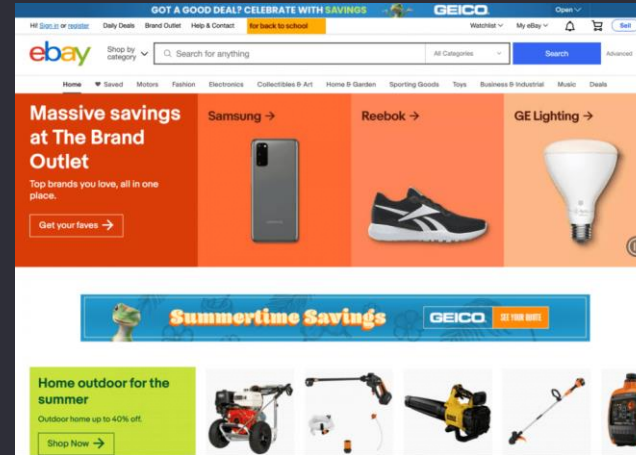 GOT A GOOD DEAL? CELEBRATE WITH SAVINGS GEICO Open
Hi! Sign in or register Daily Deals Brand Outlet Help & Contact for back to school Watchlist My eBay Sell
ebay Shop by category Search for anything All Categories Search Advanced
Home Saved Motors Fashion Electronics Collectibles & Art Home & Garden Sporting Goods Toys Business & Industrial Music Deals
Massive savings
at The Brand
Outlet
Top brands you love, all in one
place.
Get your faves →
Samsung →
Reebok →
GE Lighting →
Summertime Savings GEICO SEE YOUR QUOTE
Home outdoor for the
summer
Outdoor home up to 40% off.
Shop Now →